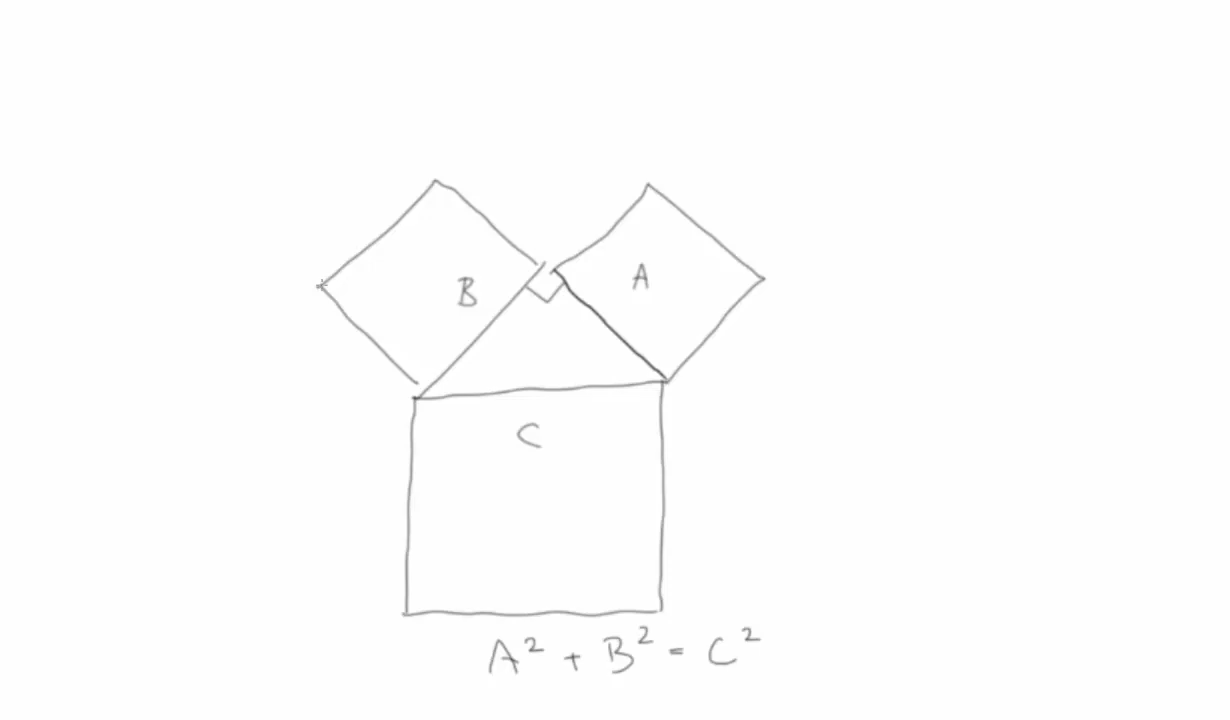 B
A
C
A² + B² = C²